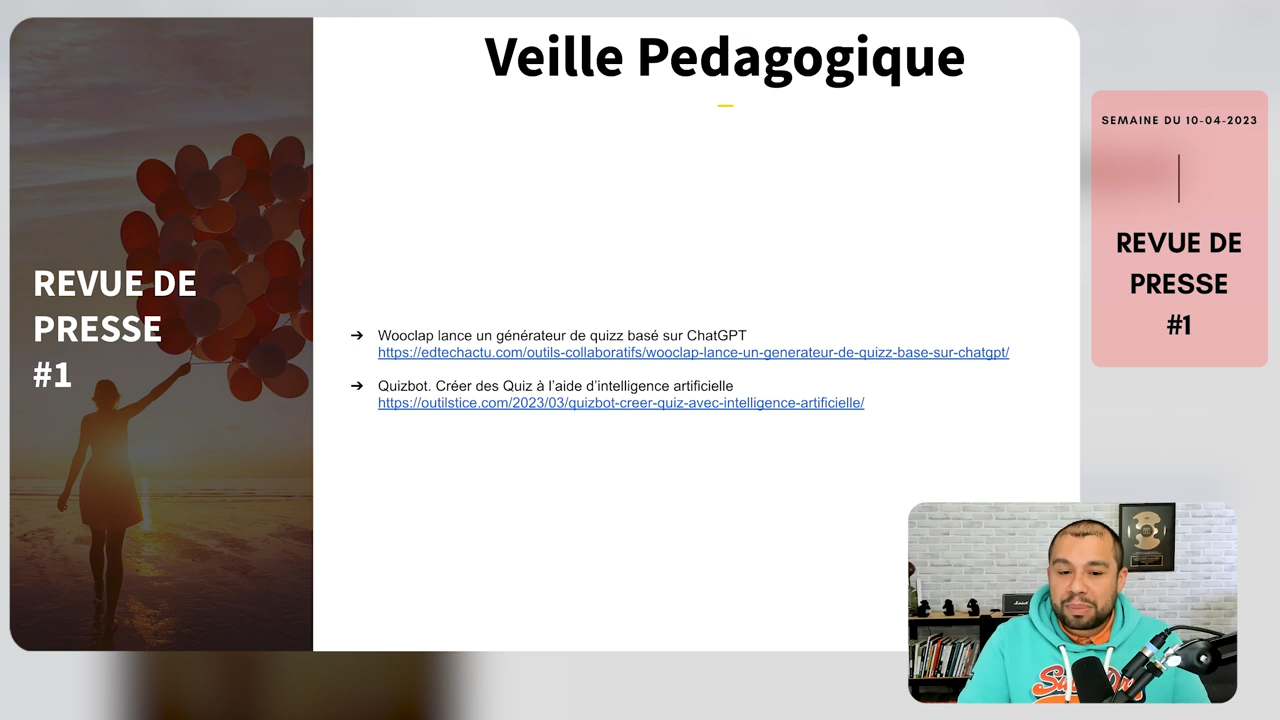 Veille Pedagogique
REVUE DE
PRESSE
#1
➔ Wooclap lance un générateur de quizz basé sur ChatGPT
https://edtechactu.com/outils-collaboratifs/wooclap-lance-un-generateur-de-quizz-base-sur-chatgpt/
➔ Quizbot. Créer des Quiz à l’aide d’intelligence artificielle
https://outilstice.com/2023/03/quizbot-creer-quiz-avec-intelligence-artificielle/
SEMAINE DU 10-04-2023
REVUE DE
PRESSE
#1
Marshall